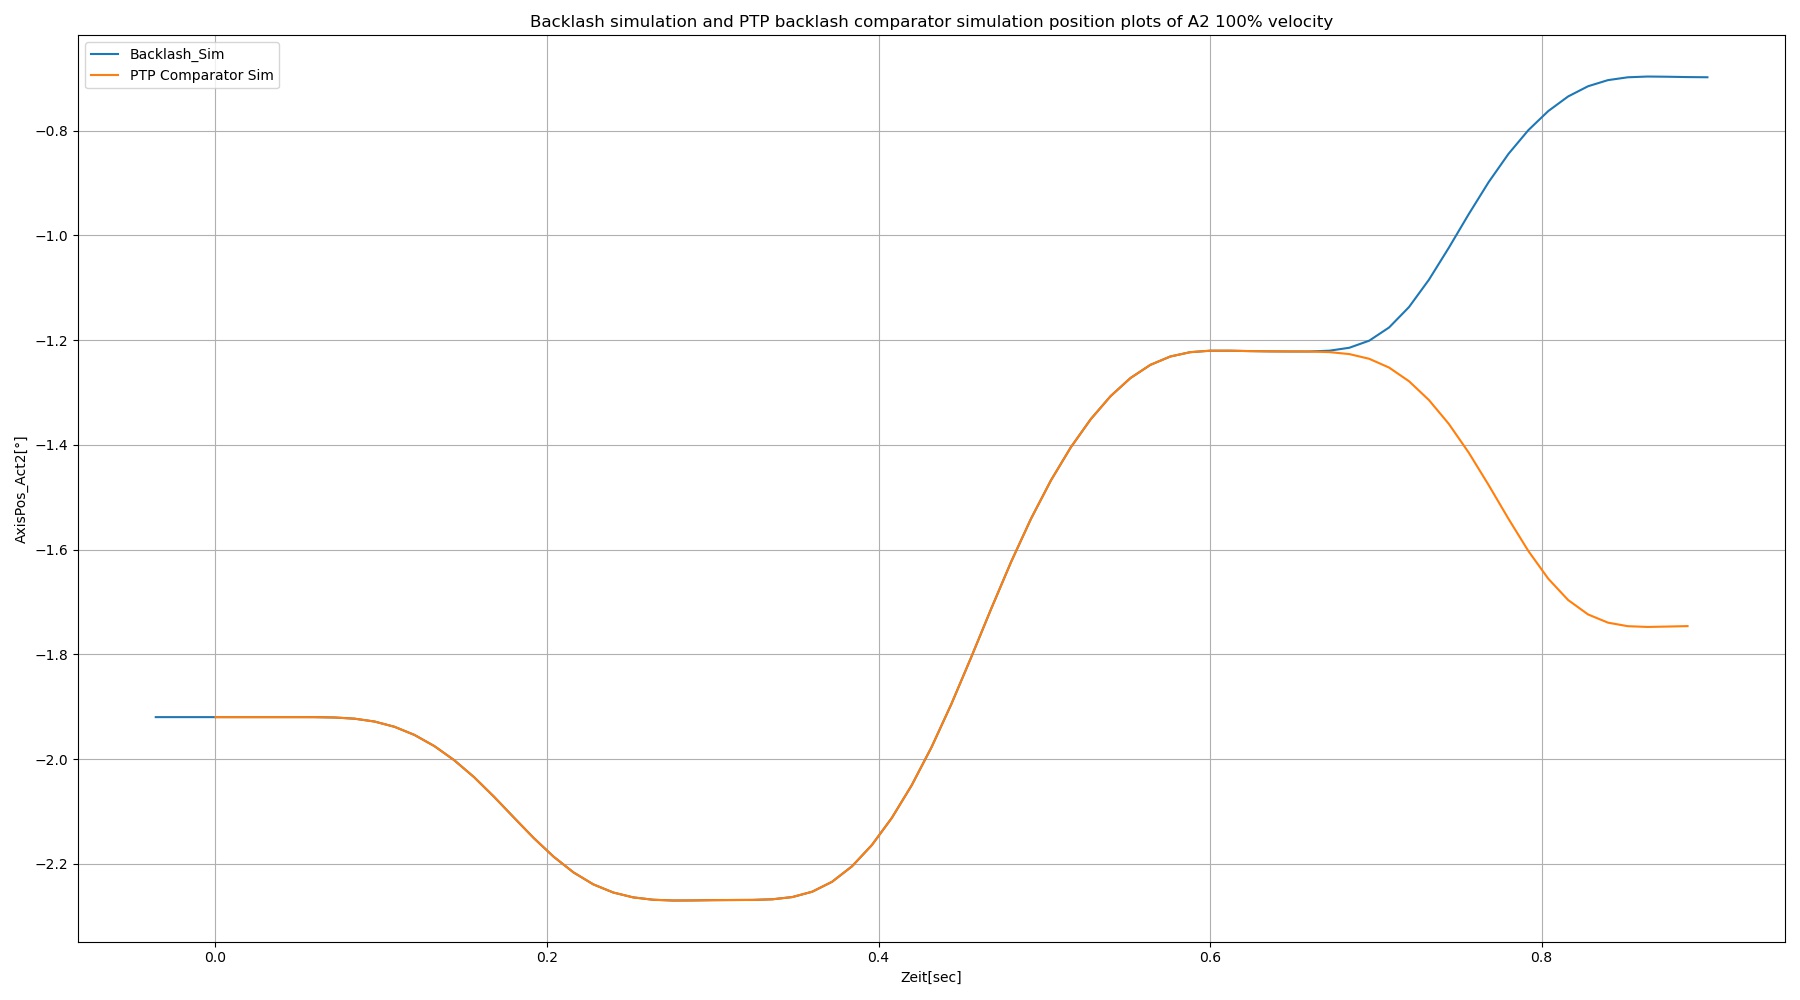 Backlash simulation and PTP backlash comparator simulation position plots of A2 100% velocity
Backlash_Sim
PTP Comparator Sim
AxisPos_Act2[°]
−0.8
−1.0
−1.2
−1.4
−1.6
−1.8
−2.0
−2.2
0.0 0.2 0.4 0.6 0.8
Zeit[sec]